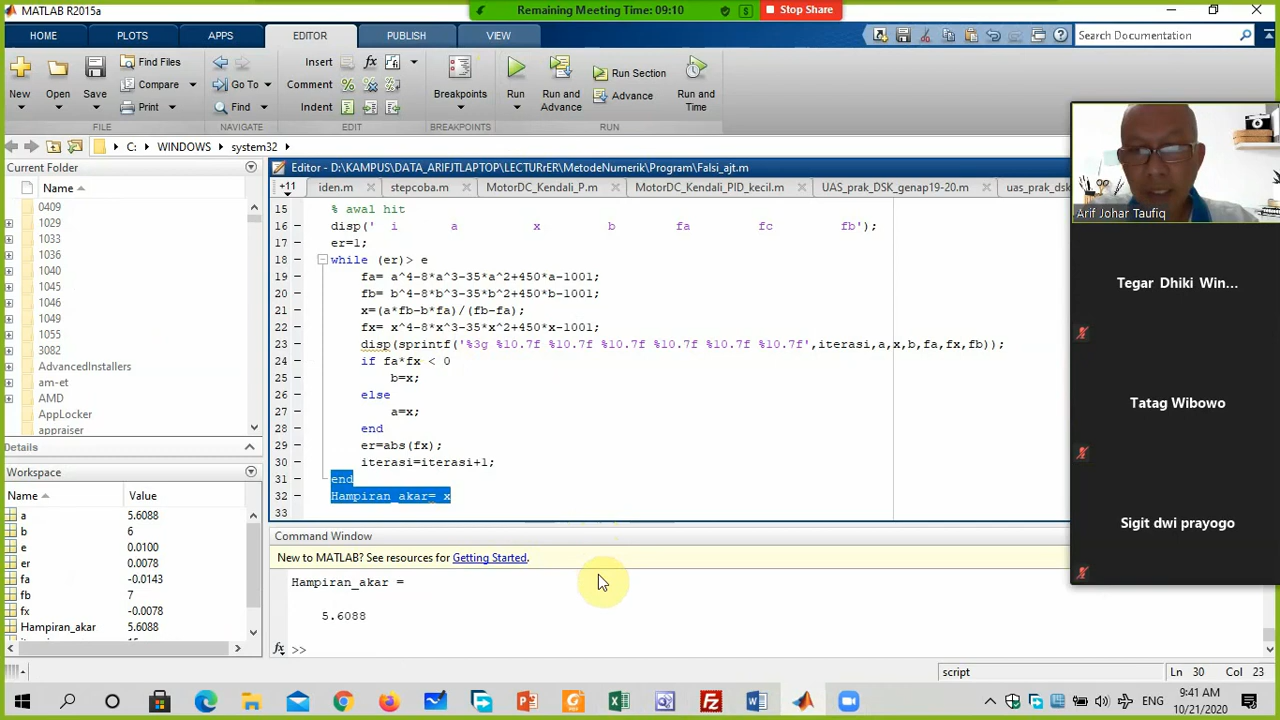 MATLAB R2015a
Remaining Meeting Time: 09:10
Stop Share
HOME PLOTS APPS EDITOR PUBLISH VIEW
Search Documentation
New Open Save
Find Files
Compare
Print
Go To
Find
Insert
Comment
Indent
Breakpoints
Run
Run and Advance
Run Section
Advance
Run and Time
FILE NAVIGATE EDIT BREAKPOINTS RUN
C: WINDOWS system32
Current Folder
Name
0409
1029
1033
1036
1040
1045
1046
1049
1055
3082
AdvancedInstallers
am-et
AMD
AppLocker
appraiser
Details
Workspace
Name Value
a 5.6088
b 6
e 0.0100
er 0.0078
fa -0.0143
fb 7
fx -0.0078
Hampiran_akar 5.6088
Editor - D:\KAMPUS\DATA_ARIFJTLAPTOP\LECTURrER\MetodeNumerik\Program\Falsi_ajt.m
+11 iden.m stepcoba.m MotorDC_Kendali_P.m MotorDC_Kendali_PID_kecil.m UAS_prak_DSK_genap19-20.m uas_prak_dsk
15 % awal hit
16 disp(' i a x b fa fc fb');
17 er=1;
18 while (er)> e
19 fa= a^4-8*a^3-35*a^2+450*a-1001;
20 fb= b^4-8*b^3-35*b^2+450*b-1001;
21 x=(a*fb-b*fa)/(fb-fa);
22 fx= x^4-8*x^3-35*x^2+450*x-1001;
23 disp(sprintf('%3g %10.7f %10.7f %10.7f %10.7f %10.7f %10.7f',iterasi,a,x,b,fa,fx,fb));
24 if fa*fx < 0
25 b=x;
26 else
27 a=x;
28 end
29 er=abs(fx);
30 iterasi=iterasi+1;
31 end
32 Hampiran_akar= x
33
Command Window
New to MATLAB? See resources for Getting Started.
Hampiran_akar =
5.6088
fx >>
script
Ln 30 Col 23
Arif Johar Taufiq
Tegar Dhiki Win...
Tatag Wibowo
Sigit dwi prayogo
ENG
9:41 AM
10/21/2020